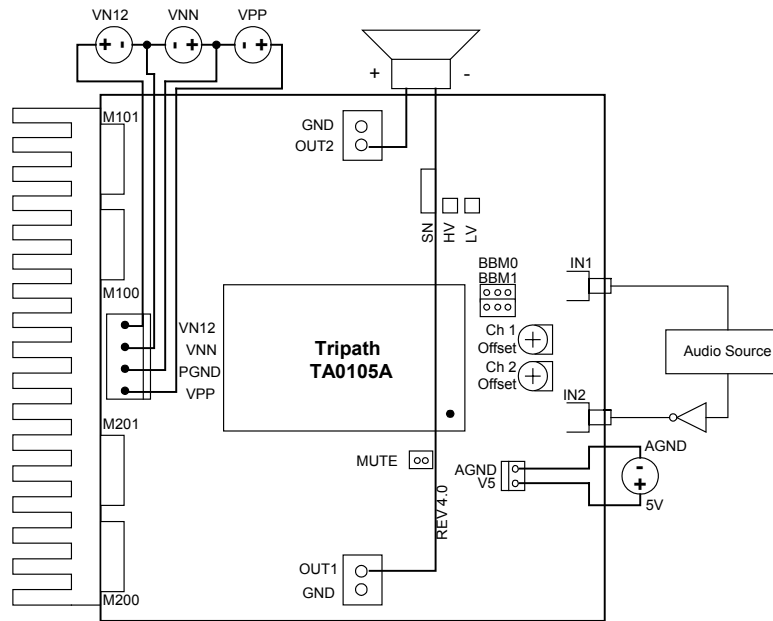 VN12 VNN VPP
+ - - + - +
+ -
M101
GND
OUT2
SN
HV
LV
M100
BBM0
BBM1
IN1
VN12
VNN
PGND
VPP
Tripath
TA0105A
Ch 1
Offset
Ch 2
Offset
Audio Source
IN2
M201
MUTE
AGND
V5
AGND
-
+
5V
REV 4.0
OUT1
GND
M200